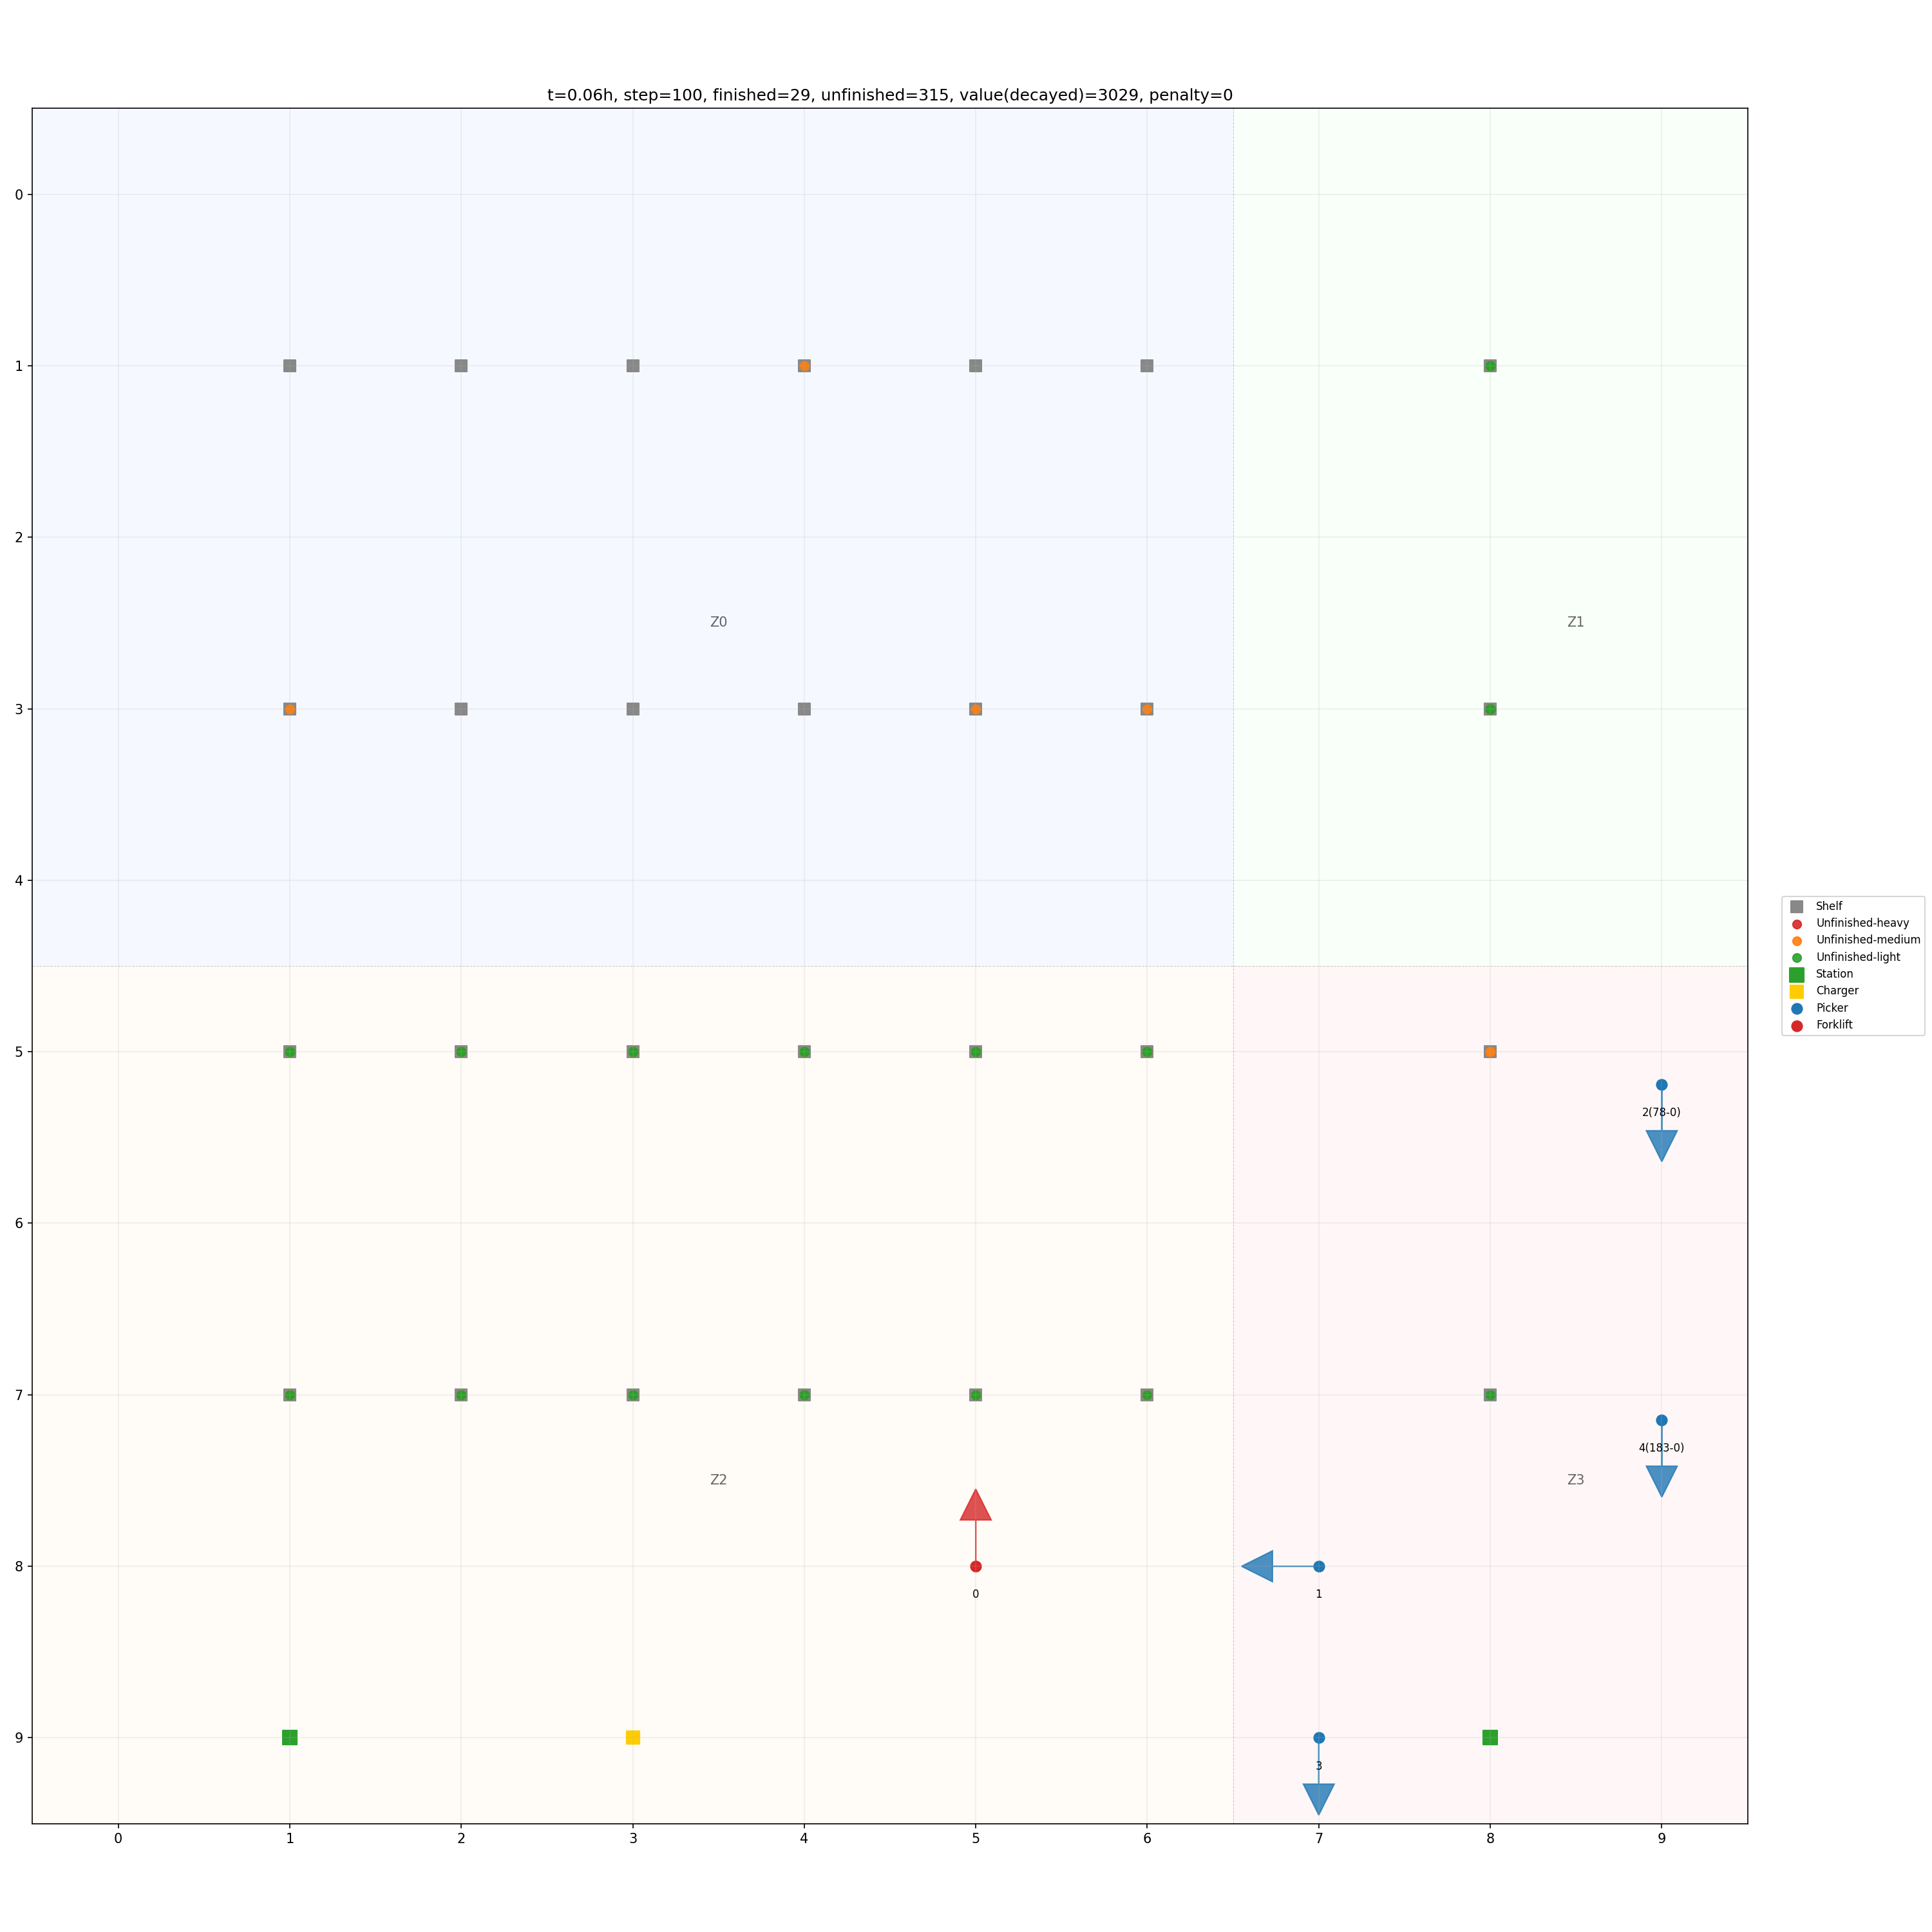 t=0.06h, step=100, finished=29, unfinished=315, value(decayed)=3029, penalty=0
0
1
2
Z0
Z1
3
4
Shelf
Unfinished-heavy
Unfinished-medium
Unfinished-light
Station
Charger
Picker
Forklift
5
2(78-0)
6
7
4(183-0)
Z2
Z3
8
0
1
9
3
0 1 2 3 4 5 6 7 8 9